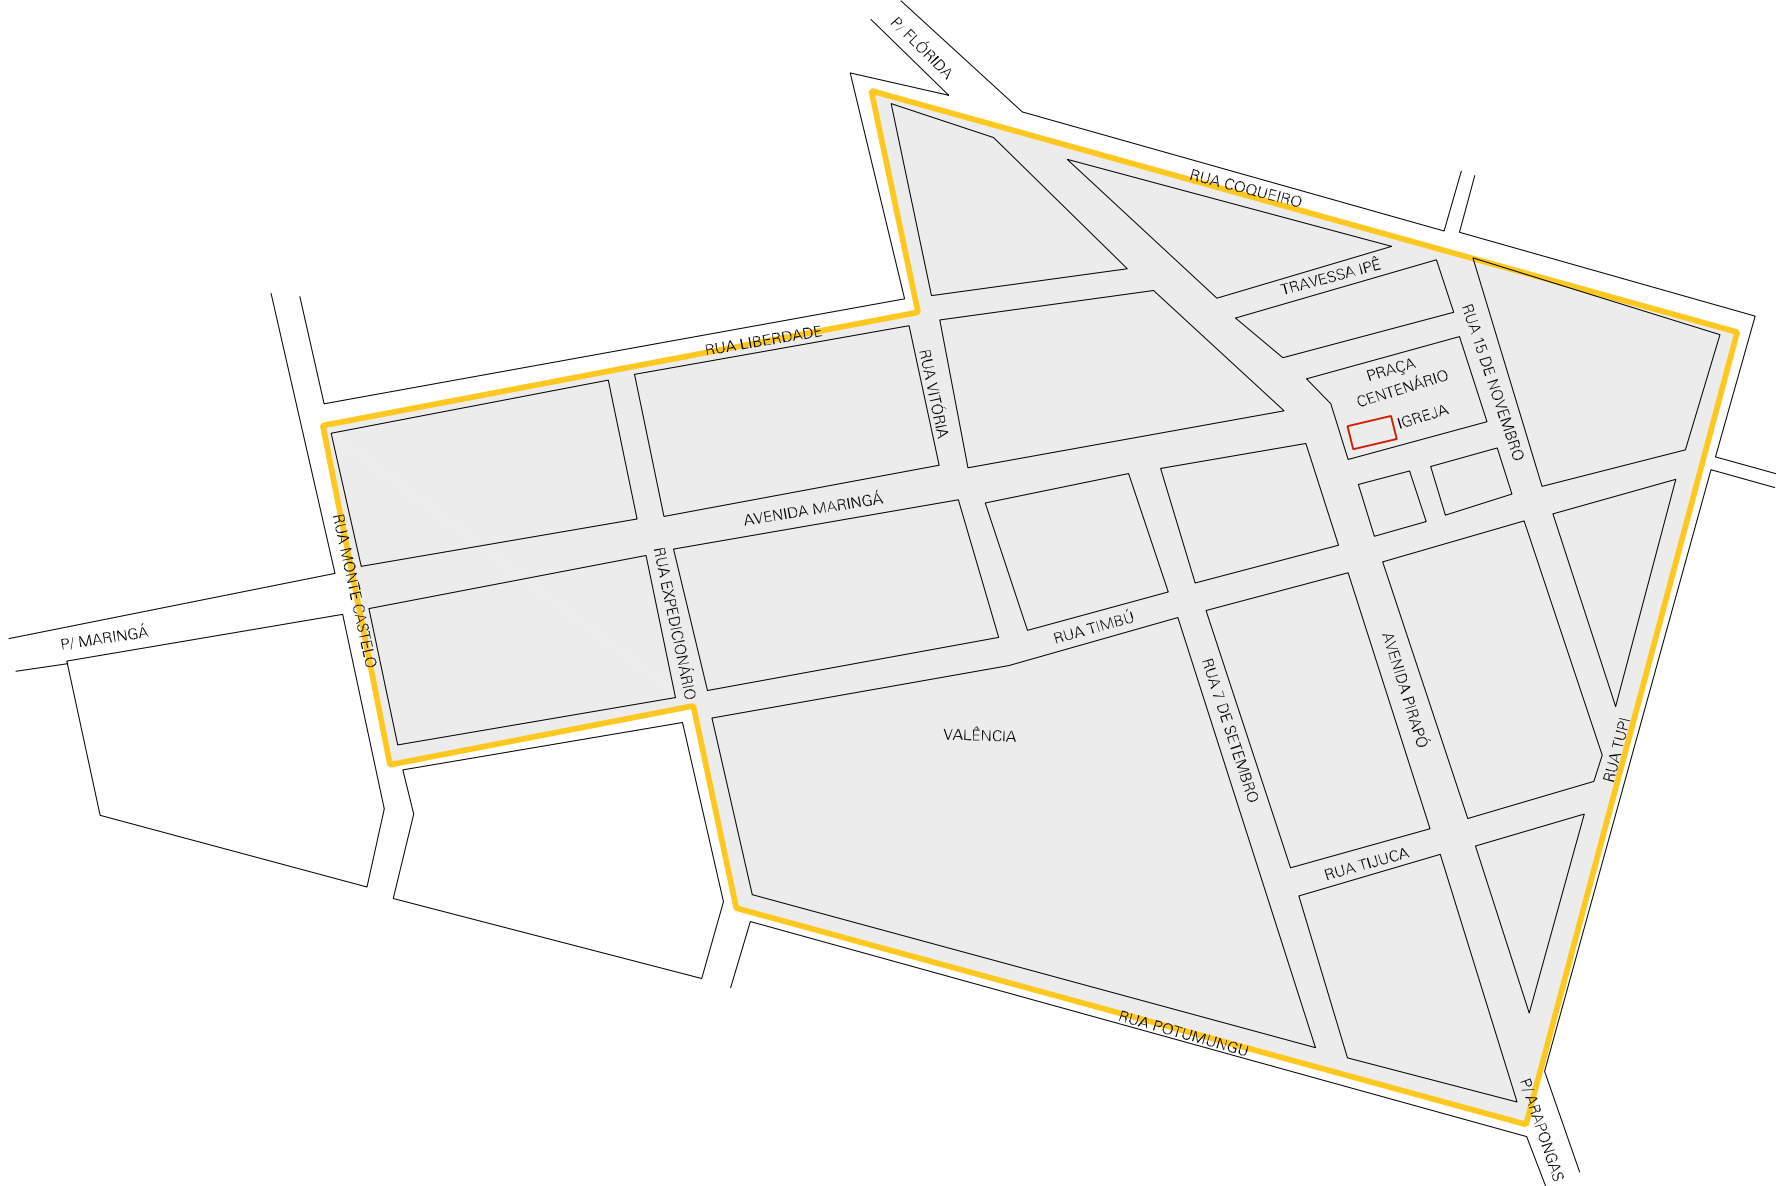 P/ FLÓRIDA
RUA COQUEIRO
TRAVESSA IPÊ
RUA 15 DE NOVEMBRO
RUA LIBERDADE
RUA VITÓRIA
PRAÇA
CENTENÁRIO
IGREJA
AVENIDA MARINGÁ
RUA MONTE CASTELO
RUA EXPEDICIONÁRIO
P/ MARINGÁ
RUA TIMBÚ
RUA 7 DE SETEMBRO
AVENIDA PIRAPÓ
VALÊNCIA
RUA TUPI
RUA TIJUCA
RUA POTUMUNGU
P/ ARAPONGAS